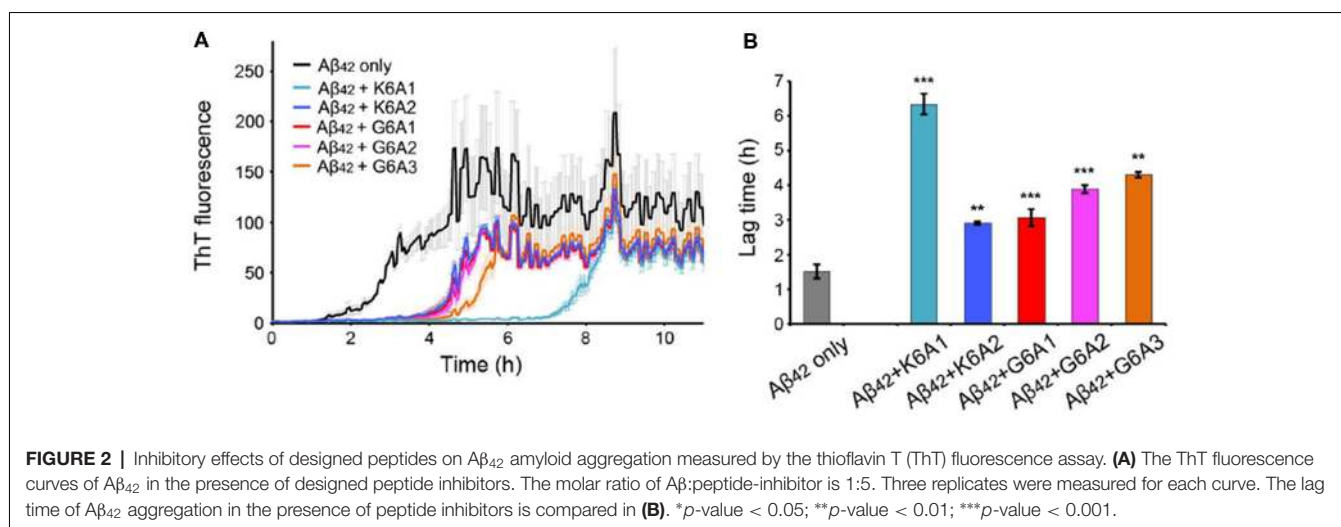 A
ThT fluorescence
250
200
150
100
50
0
Aβ42 only
Aβ42 + K6A1
Aβ42 + K6A2
Aβ42 + G6A1
Aβ42 + G6A2
Aβ42 + G6A3
0 2 4 6 8 10
Time (h)
B
Lag time (h)
7
6
5
4
3
2
1
0
***
**
***
***
**
Aβ42 only
Aβ42+K6A1
Aβ42+K6A2
Aβ42+G6A1
Aβ42+G6A2
Aβ42+G6A3
FIGURE 2 | Inhibitory effects of designed peptides on Aβ42 amyloid aggregation measured by the thioflavin T (ThT) fluorescence assay. (A) The ThT fluorescence
curves of Aβ42 in the presence of designed peptide inhibitors. The molar ratio of Aβ:peptide-inhibitor is 1:5. Three replicates were measured for each curve. The lag
time of Aβ42 aggregation in the presence of peptide inhibitors is compared in (B). *p-value < 0.05; **p-value < 0.01; ***p-value < 0.001.